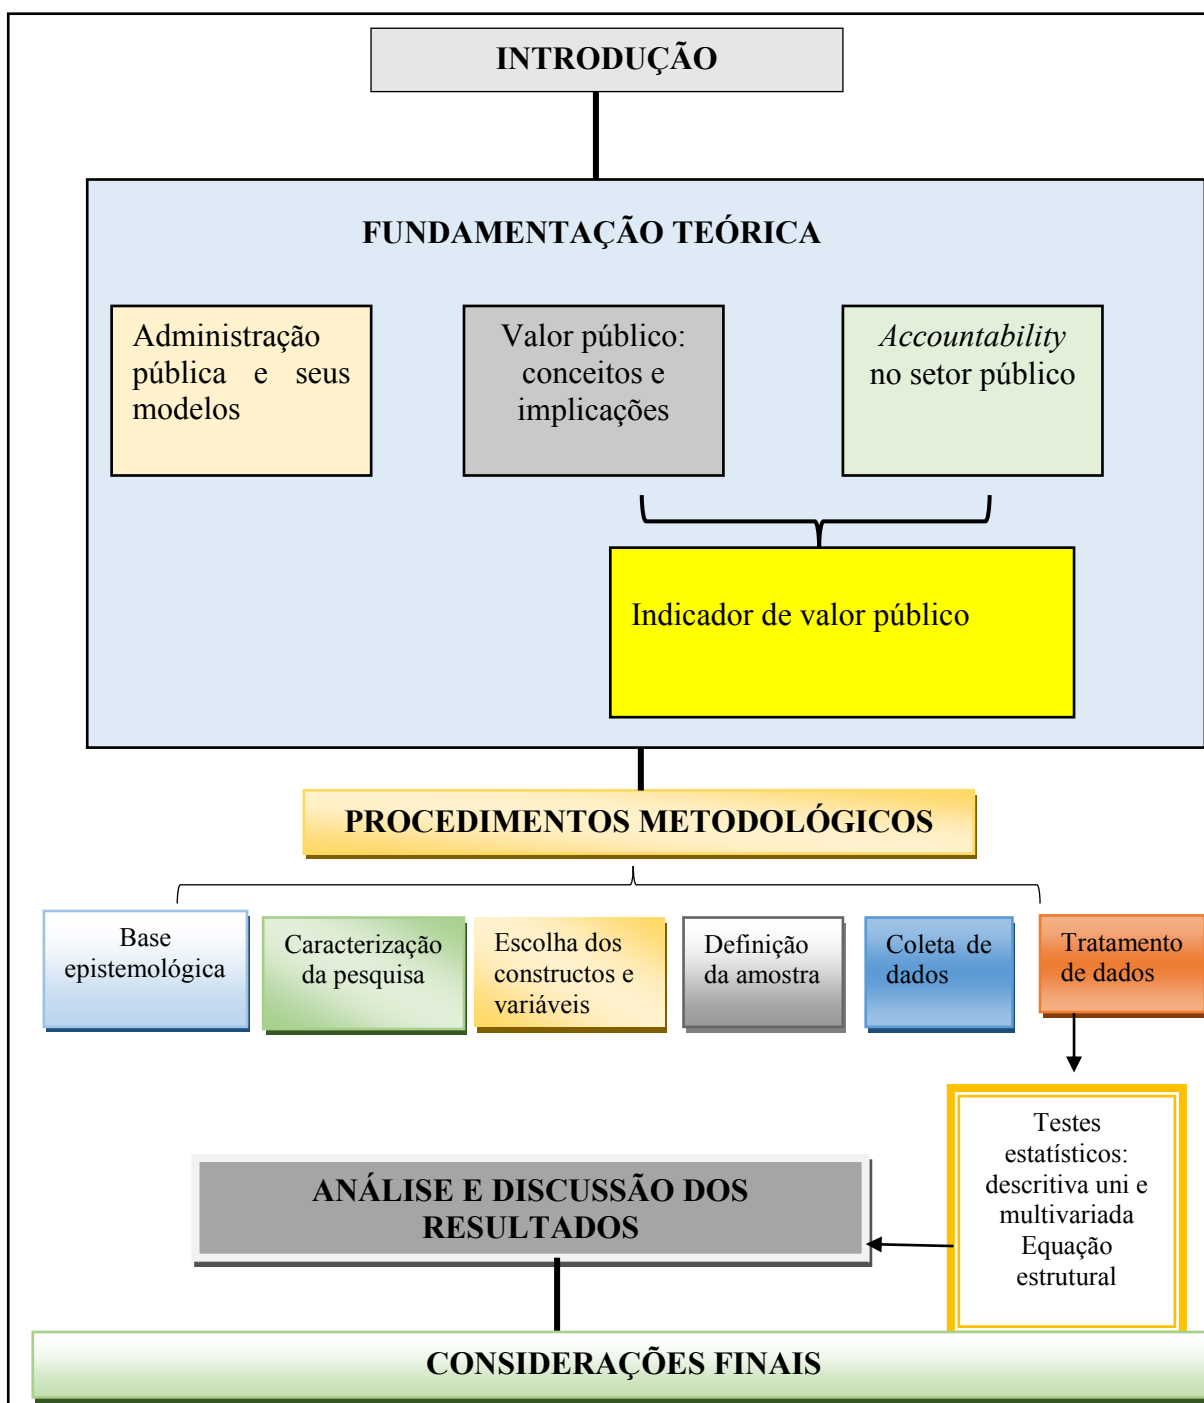 INTRODUÇÃO
FUNDAMENTAÇÃO TEÓRICA
Administração
pública e seus
modelos
Valor público:
conceitos e
implicações
Accountability
no setor público
Indicador de valor público
PROCEDIMENTOS METODOLÓGICOS
Base
epistemológica
Caracterização
da pesquisa
Escolha dos
constructos e
variáveis
Definição
da amostra
Coleta de
dados
Tratamento
de dados
Testes
estatísticos:
descritiva uni e
multivariada
Equação
estrutural
ANÁLISE E DISCUSSÃO DOS
RESULTADOS
CONSIDERAÇÕES FINAIS